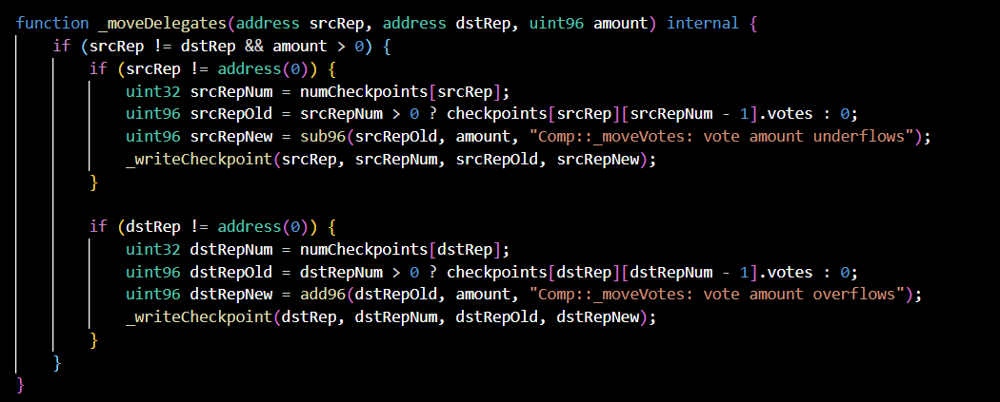 function _moveDelegates(address srcRep, address dstRep, uint96 amount) internal {
    if (srcRep != dstRep && amount > 0) {
        if (srcRep != address(0)) {
            uint32 srcRepNum = numCheckpoints[srcRep];
            uint96 srcRepOld = srcRepNum > 0 ? checkpoints[srcRep][srcRepNum - 1].votes : 0;
            uint96 srcRepNew = sub96(srcRepOld, amount, "Comp::_moveVotes: vote amount underflows");
            _writeCheckpoint(srcRep, srcRepNum, srcRepOld, srcRepNew);
        }

        if (dstRep != address(0)) {
            uint32 dstRepNum = numCheckpoints[dstRep];
            uint96 dstRepOld = dstRepNum > 0 ? checkpoints[dstRep][dstRepNum - 1].votes : 0;
            uint96 dstRepNew = add96(dstRepOld, amount, "Comp::_moveVotes: vote amount overflows");
            _writeCheckpoint(dstRep, dstRepNum, dstRepOld, dstRepNew);
        }
    }
}